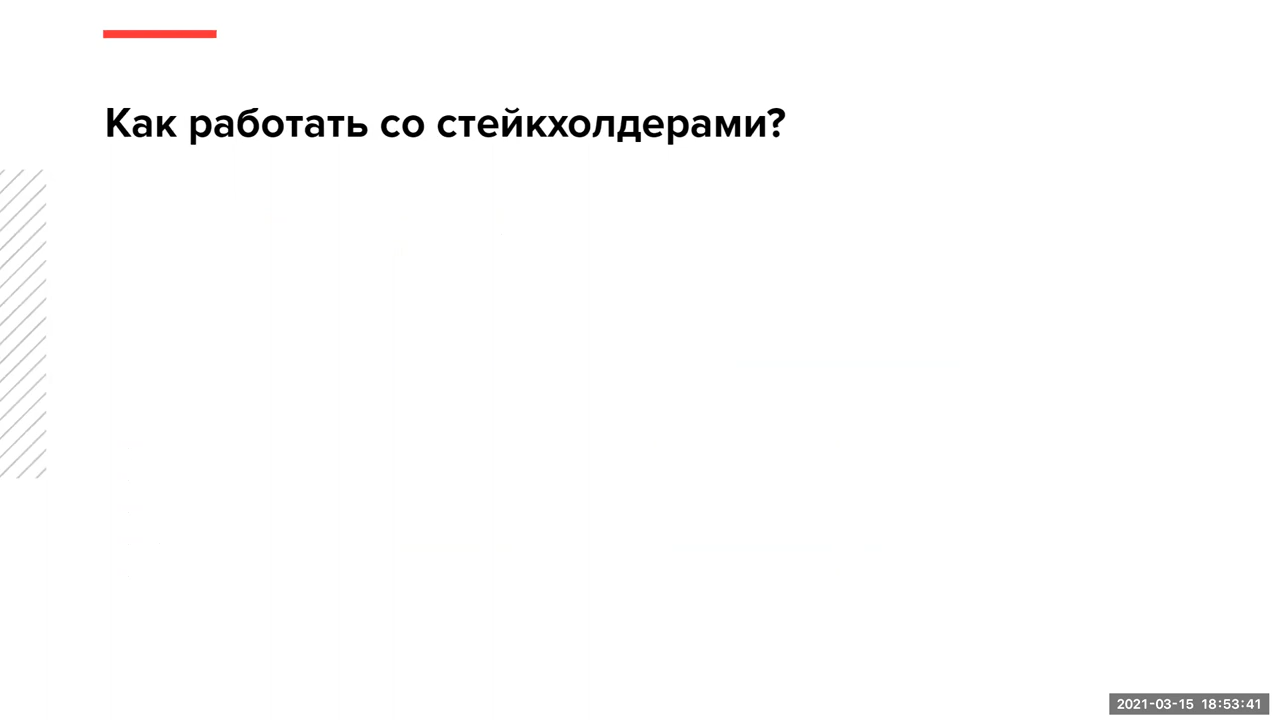 Как работать со стейкхолдерами?
2021-03-15 18:53:41